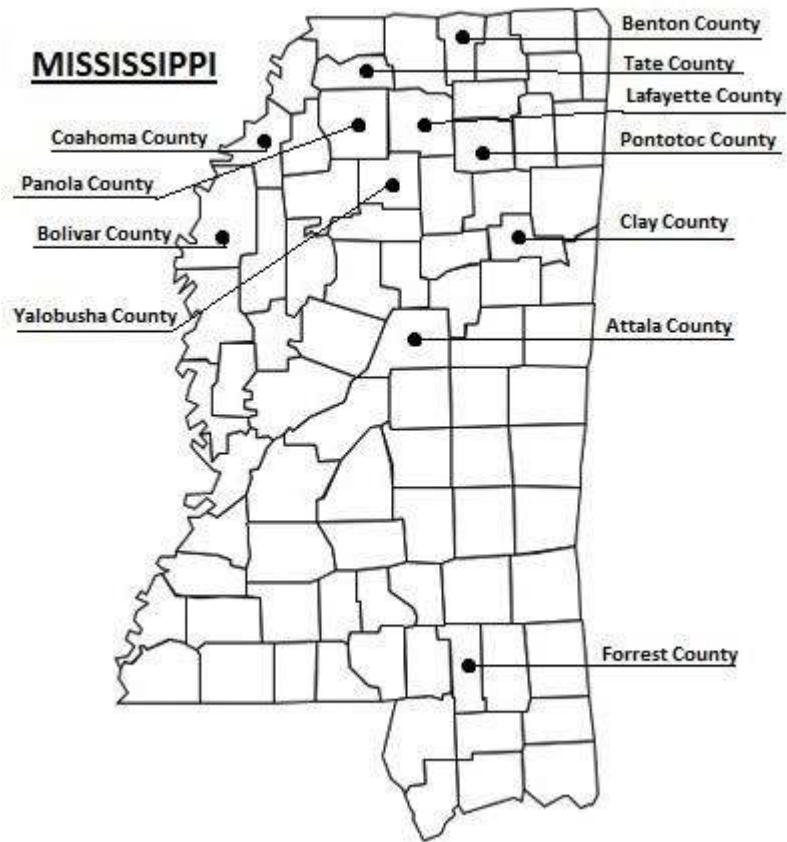 MISSISSIPPI
Benton County
Tate County
Lafayette County
Coahoma County
Pontotoc County
Panola County
Bolivar County
Clay County
Yalobusha County
Attala County
Forrest County